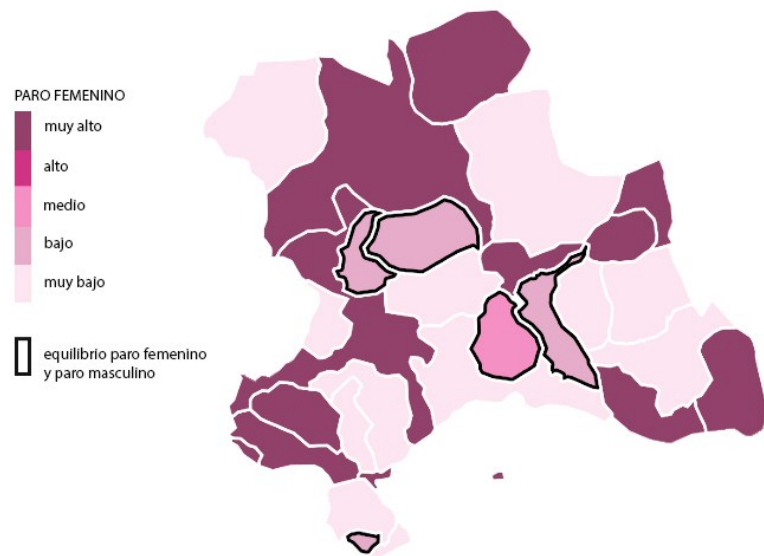 PARO FEMENINO
muy alto
alto
medio
bajo
muy bajo
equilibrio paro femenino
y paro masculino